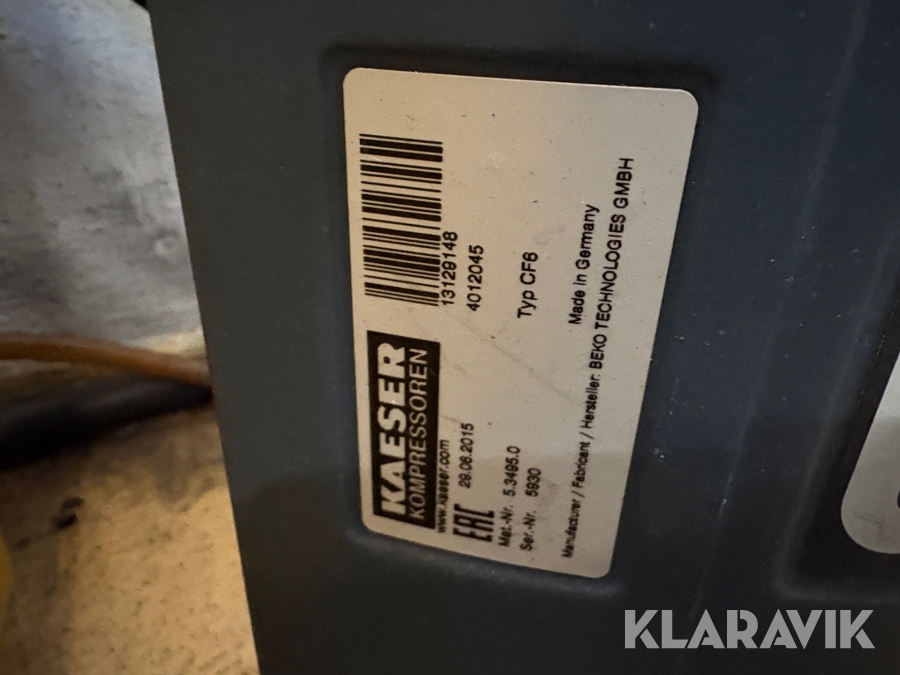 KAESER
KOMPRESSOREN
www.kaeser.com
13129148
29.06.2015
4012045
EAC
Mat.-Nr. 5.3495.0
Typ CF6
Ser.-Nr. 5930
Made in Germany
Manufacturer / Fabricant / Hersteller: BEKO TECHNOLOGIES GMBH
KLARAVIK